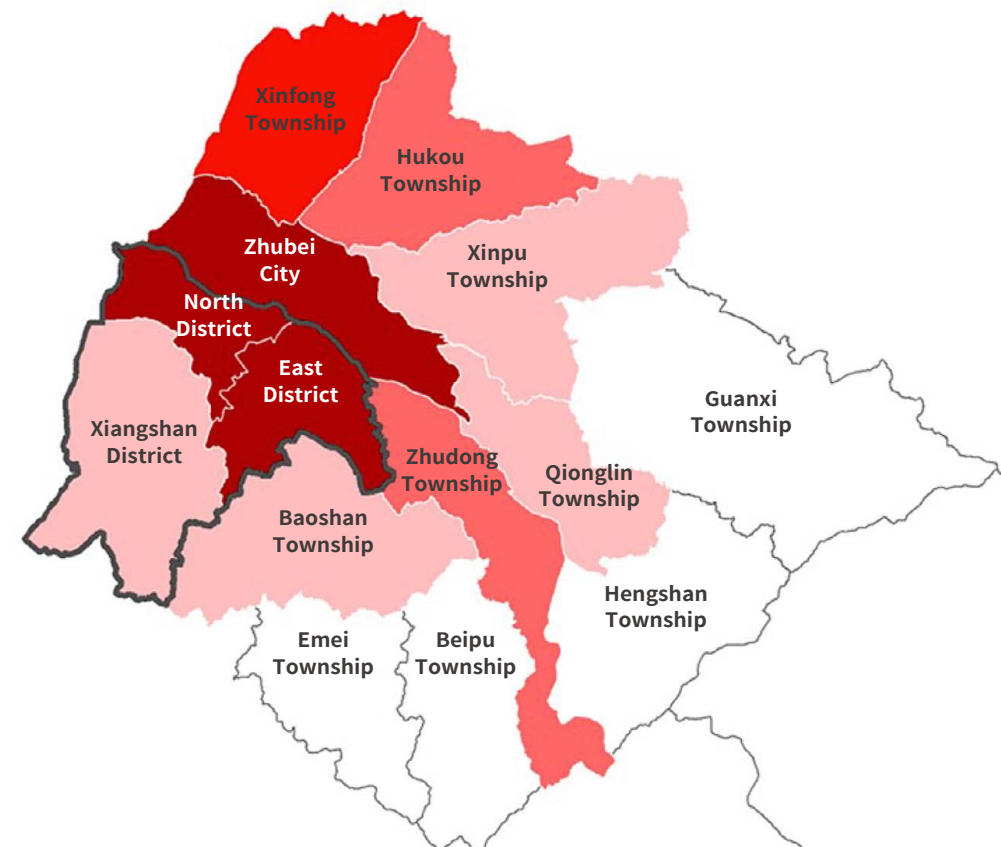 Xinfong
Township
Hukou
Township
Zhubei
City
Xinpu
Township
North
District
East
District
Guanxi
Township
Xiangshan
District
Zhudong
Township
Qionglin
Township
Baoshan
Township
Hengshan
Township
Emei
Township
Beipu
Township